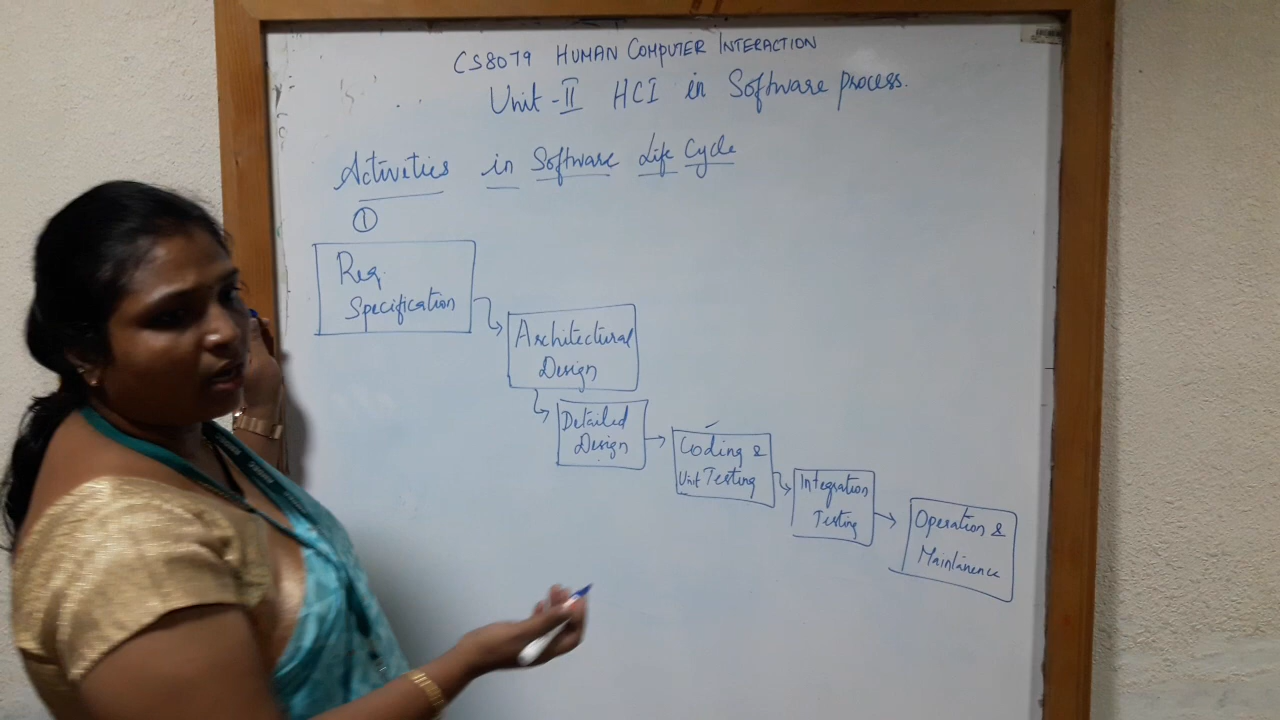 CS8079 HUMAN COMPUTER INTERACTION
Unit - II HCI in Software process.
Activities in Software Life Cycle
①
Req.
Specification
Architectural
Design
Detailed
Design
Coding &
Unit Testing
Integration
Testing
Operation &
Maintanence